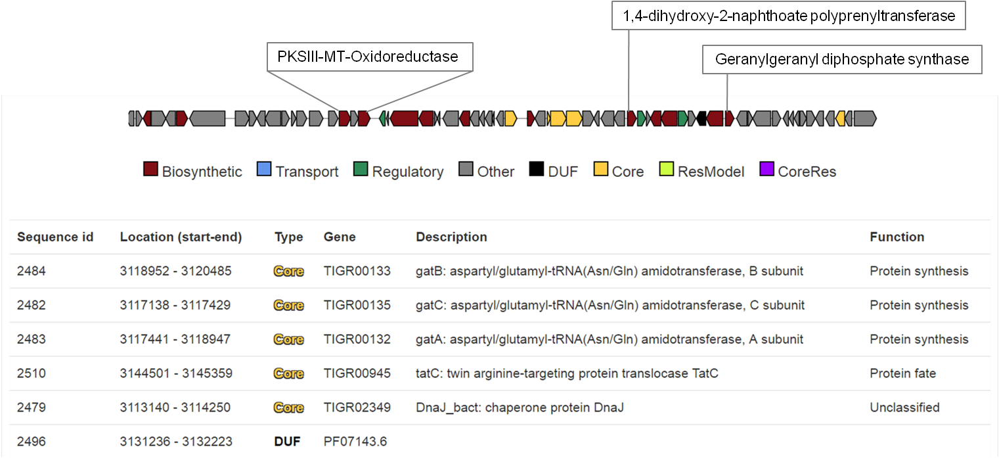 1,4-dihydroxy-2-naphthoate polyprenyltransferase
PKSIII-MT-Oxidoreductase
Geranylgeranyl diphosphate synthase
Biosynthetic Transport Regulatory Other DUF Core ResModel CoreRes
Sequence id Location (start-end) Type Gene Description Function
2484 3118952 - 3120485 Core TIGR00133 gatB: aspartyl/glutamyl-tRNA(Asn/Gln) amidotransferase, B subunit Protein synthesis
2482 3117138 - 3117429 Core TIGR00135 gatC: aspartyl/glutamyl-tRNA(Asn/Gln) amidotransferase, C subunit Protein synthesis
2483 3117441 - 3118947 Core TIGR00132 gatA: aspartyl/glutamyl-tRNA(Asn/Gln) amidotransferase, A subunit Protein synthesis
2510 3144501 - 3145359 Core TIGR00945 tatC: twin arginine-targeting protein translocase TatC Protein fate
2479 3113140 - 3114250 Core TIGR02349 DnaJ_bact: chaperone protein DnaJ Unclassified
2496 3131236 - 3132223 DUF PF07143.6